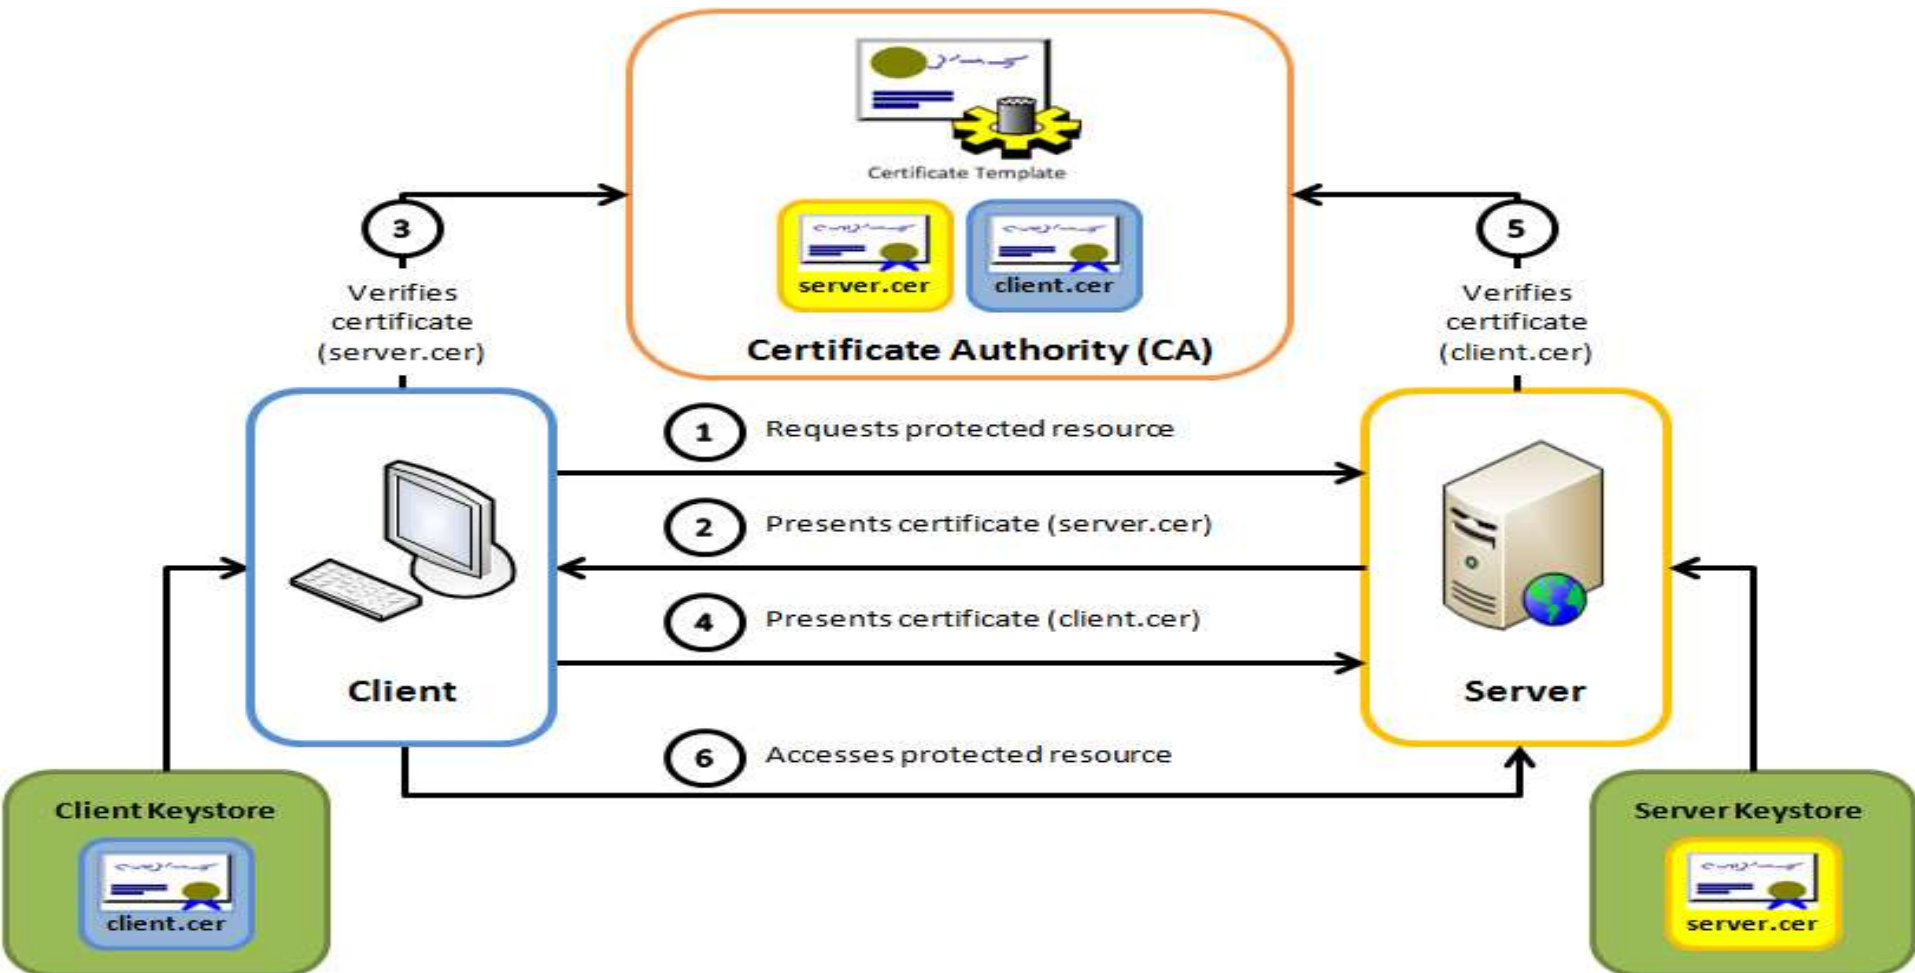 Certificate Template
server.cer
client.cer
Certificate Authority (CA)
3
Verifies
certificate
(server.cer)
5
Verifies
certificate
(client.cer)
1
Requests protected resource
2
Presents certificate (server.cer)
4
Presents certificate (client.cer)
Client
Server
6
Accesses protected resource
Client Keystore
client.cer
Server Keystore
server.cer